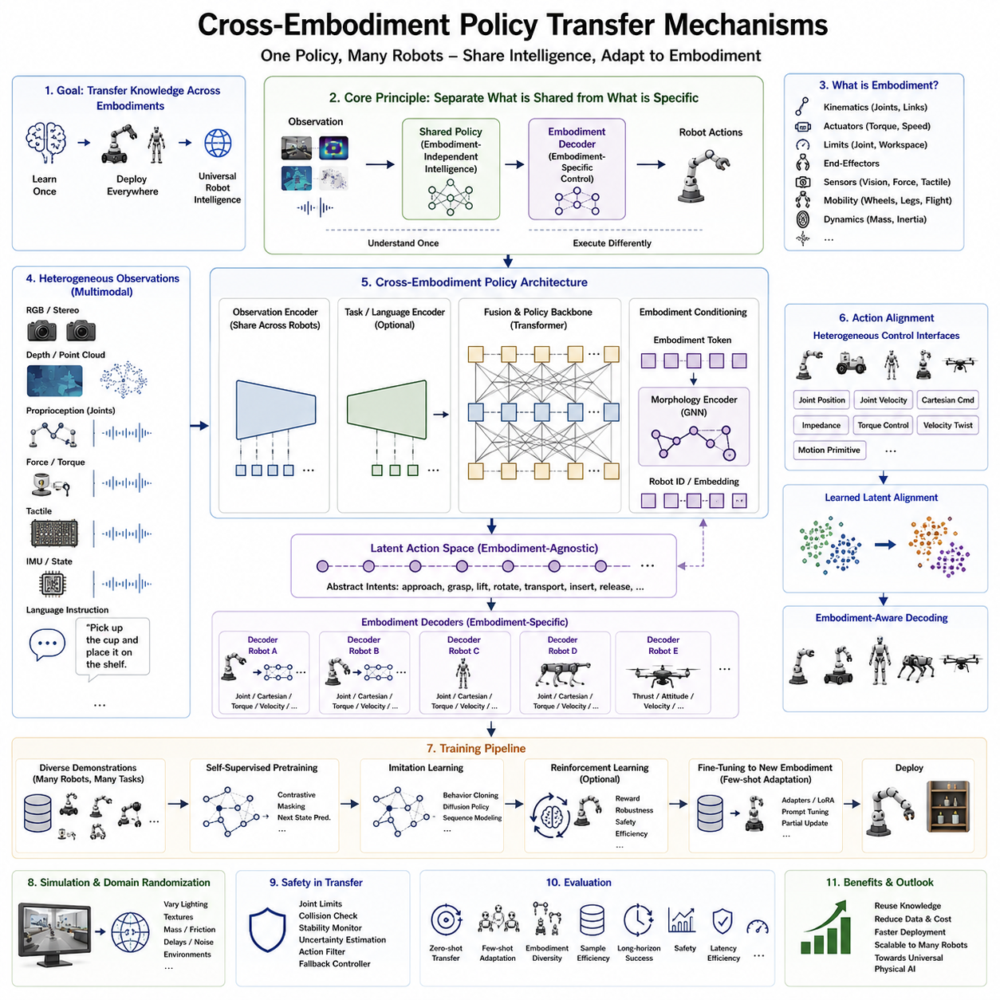 Cross-Embodiment Policy Transfer Mechanisms
One Policy, Many Robots – Share Intelligence, Adapt to Embodiment
1. Goal: Transfer Knowledge Across
Embodiments
Learn
Once
Deploy
Everywhere
Universal
Robot
Intelligence
2. Core Principle: Separate What is Shared from What is Specific
Observation
Shared Policy
(Embodiment-
Independent
Intelligence)
Embodiment
Decoder
(Embodiment-
Specific
Control)
Robot Actions
Understand Once
Execute Differently
3. What is Embodiment?
Kinematics (Joints, Links)
Actuators (Torque, Speed)
Limits (Joint, Workspace)
End-Effectors
Sensors (Vision, Force, Tactile)
Mobility (Wheels, Legs, Flight)
Dynamics (Mass, Inertia)
...
4. Heterogeneous Observations
(Multimodal)
RGB / Stereo
Depth / Point Cloud
Proprioception (Joints)
Force / Torque
Tactile
IMU / State
Language Instruction
"Pick up
the cup and
place it on
the shelf.
...
5. Cross-Embodiment Policy Architecture
Observation Encoder
(Share Across Robots)
...
Task / Language Encoder
(Optional)
...
Fusion & Policy Backbone
(Transformer)
...
...
...
Embodiment Conditioning
Embodiment Token
Morphology Encoder
(GNN)
Robot ID / Embedding
Latent Action Space (Embodiment-Agnostic)
...
Abstract Intents: approach, grasp, lift, rotate, transport, insert, release, ...
Embodiment Decoders (Embodiment-Specific)
Decoder
Robot A
...
Joint / Cartesian /
Torque / Velocity / ...
Decoder
Robot B
...
Joint / Cartesian /
Torque / Velocity / ...
Decoder
Robot C
Joint / Cartesian /
Torque / Velocity / ...
Decoder
Robot D
Joint / Cartesian /
Torque / Velocity / ...
Decoder
Robot E
Thrust / Attitude /
Velocity / ...
...
6. Action Alignment
Heterogeneous Control Interfaces
Joint Position
Joint Velocity
Cartesian Cmd
Impedance
Torque Control
Velocity Twist
Motion Primitive
...
Learned Latent Alignment
Embodiment-Aware Decoding
7. Training Pipeline
Diverse Demonstrations
(Many Robots, Many Tasks)
...
Self-Supervised Pretraining
Contrastive
Masking
Next State Pred.
...
Imitation Learning
Behavior Cloning
Diffusion Policy
Sequence Modeling
...
Reinforcement Learning
(Optional)
Reward
Robustness
Safety
Efficiency
...
Fine-Tuning to New Embodiment
(Few-shot Adaptation)
Adapters / LoRA
Prompt Tuning
Partial Update
...
Deploy
8. Simulation & Domain Randomization
Vary Lighting
Textures
Mass / Friction
Delays / Noise
Environments
...
9. Safety in Transfer
Joint Limits
Collision Check
Stability Monitor
Uncertainty Estimation
Action Filter
Fallback Controller
10. Evaluation
Zero-shot
Transfer
Few-shot
Adaptation
Embodiment
Diversity
Sample
Efficiency
Long-horizon
Success
Safety
Latency
Efficiency
...
11. Benefits & Outlook
Reuse Knowledge
Reduce Data & Cost
Faster Deployment
Scalable to Many Robots
Towards Universal
Physical AI